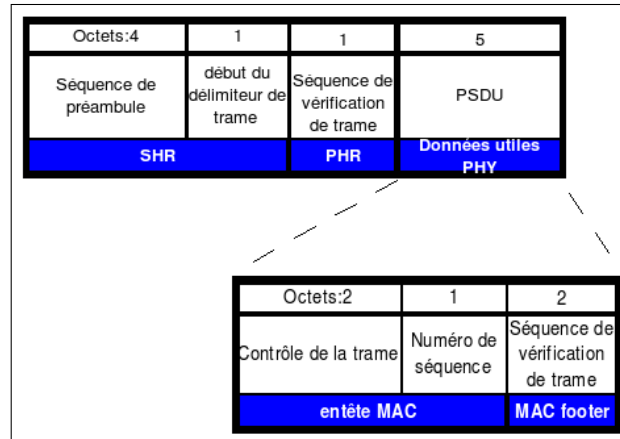 Octets:4 1 1 5
Séquence de préambule
début du délimiteur de trame
Séquence de vérification de trame
PSDU
SHR PHR Données utiles PHY
Octets:2 1 2
Contrôle de la trame
Numéro de séquence
Séquence de vérification de trame
entête MAC MAC footer